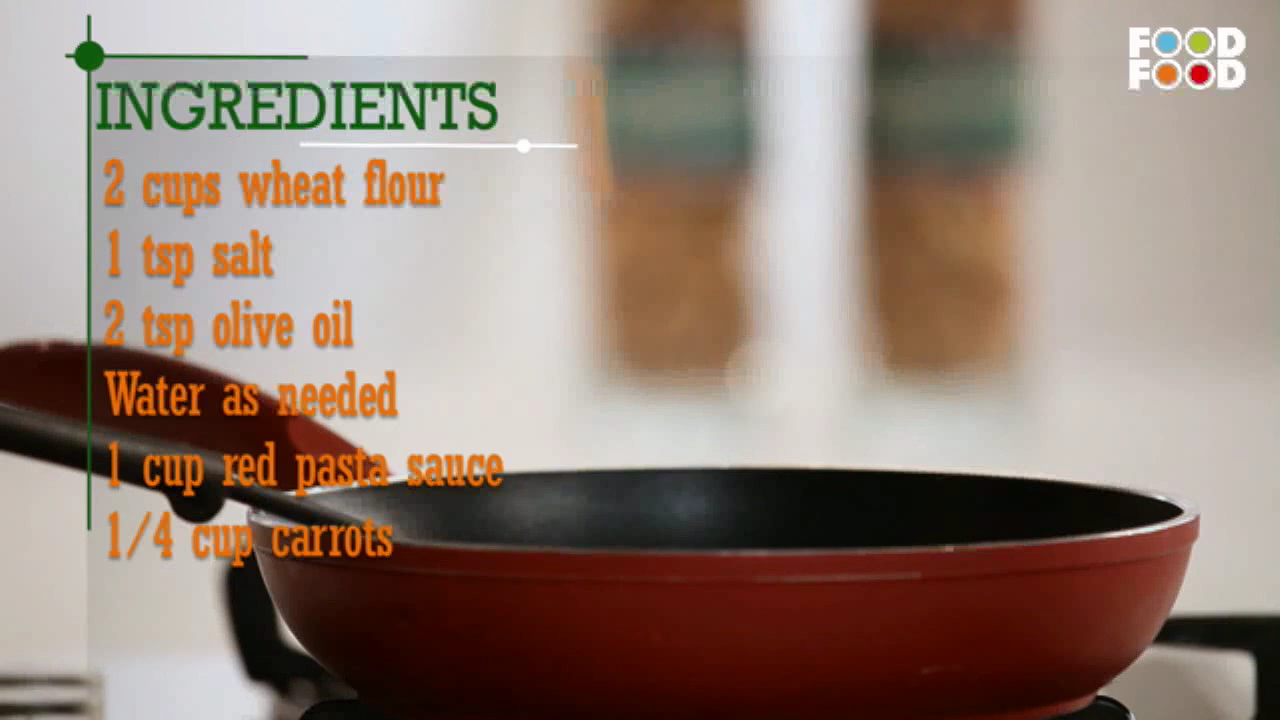 FOOD
FOOD
INGREDIENTS
2 cups wheat flour
1 tsp salt
2 tsp olive oil
Water as needed
1 cup red pasta sauce
1/4 cup carrots